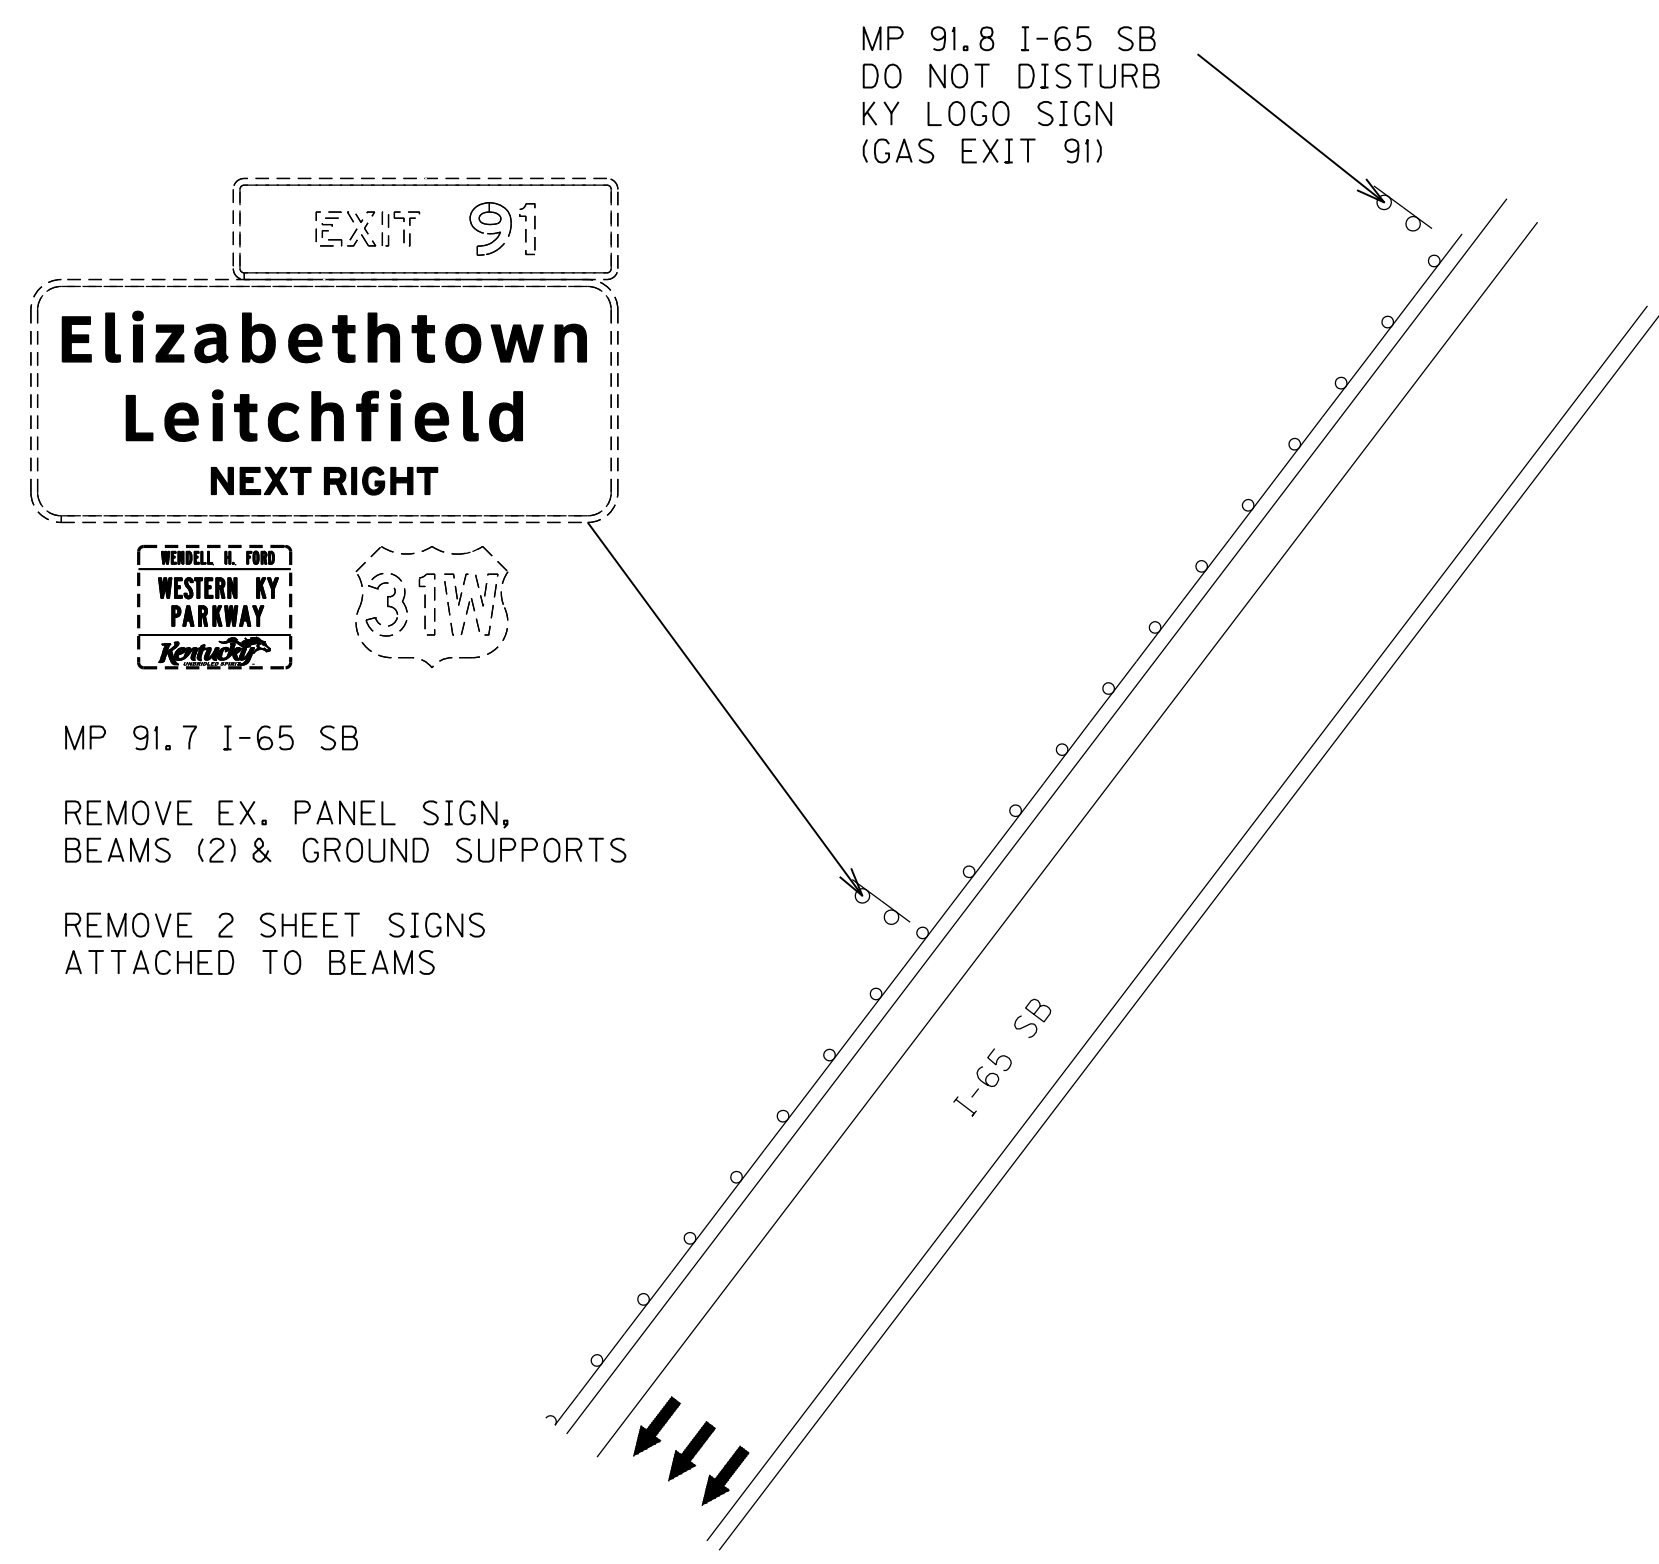 MP 91.8 I-65 SB
DO NOT DISTURB
KY LOGO SIGN
(GAS EXIT 91)
EXIT 91
Elizabethtown
Leitchfield
NEXT RIGHT
WENDELL H. FORD
WESTERN KY
PARKWAY
Kentucky
UNBRIDLED SPIRIT
31W
MP 91.7 I-65 SB
REMOVE EX. PANEL SIGN,
BEAMS (2) & GROUND SUPPORTS
REMOVE 2 SHEET SIGNS
ATTACHED TO BEAMS
I-65 SB